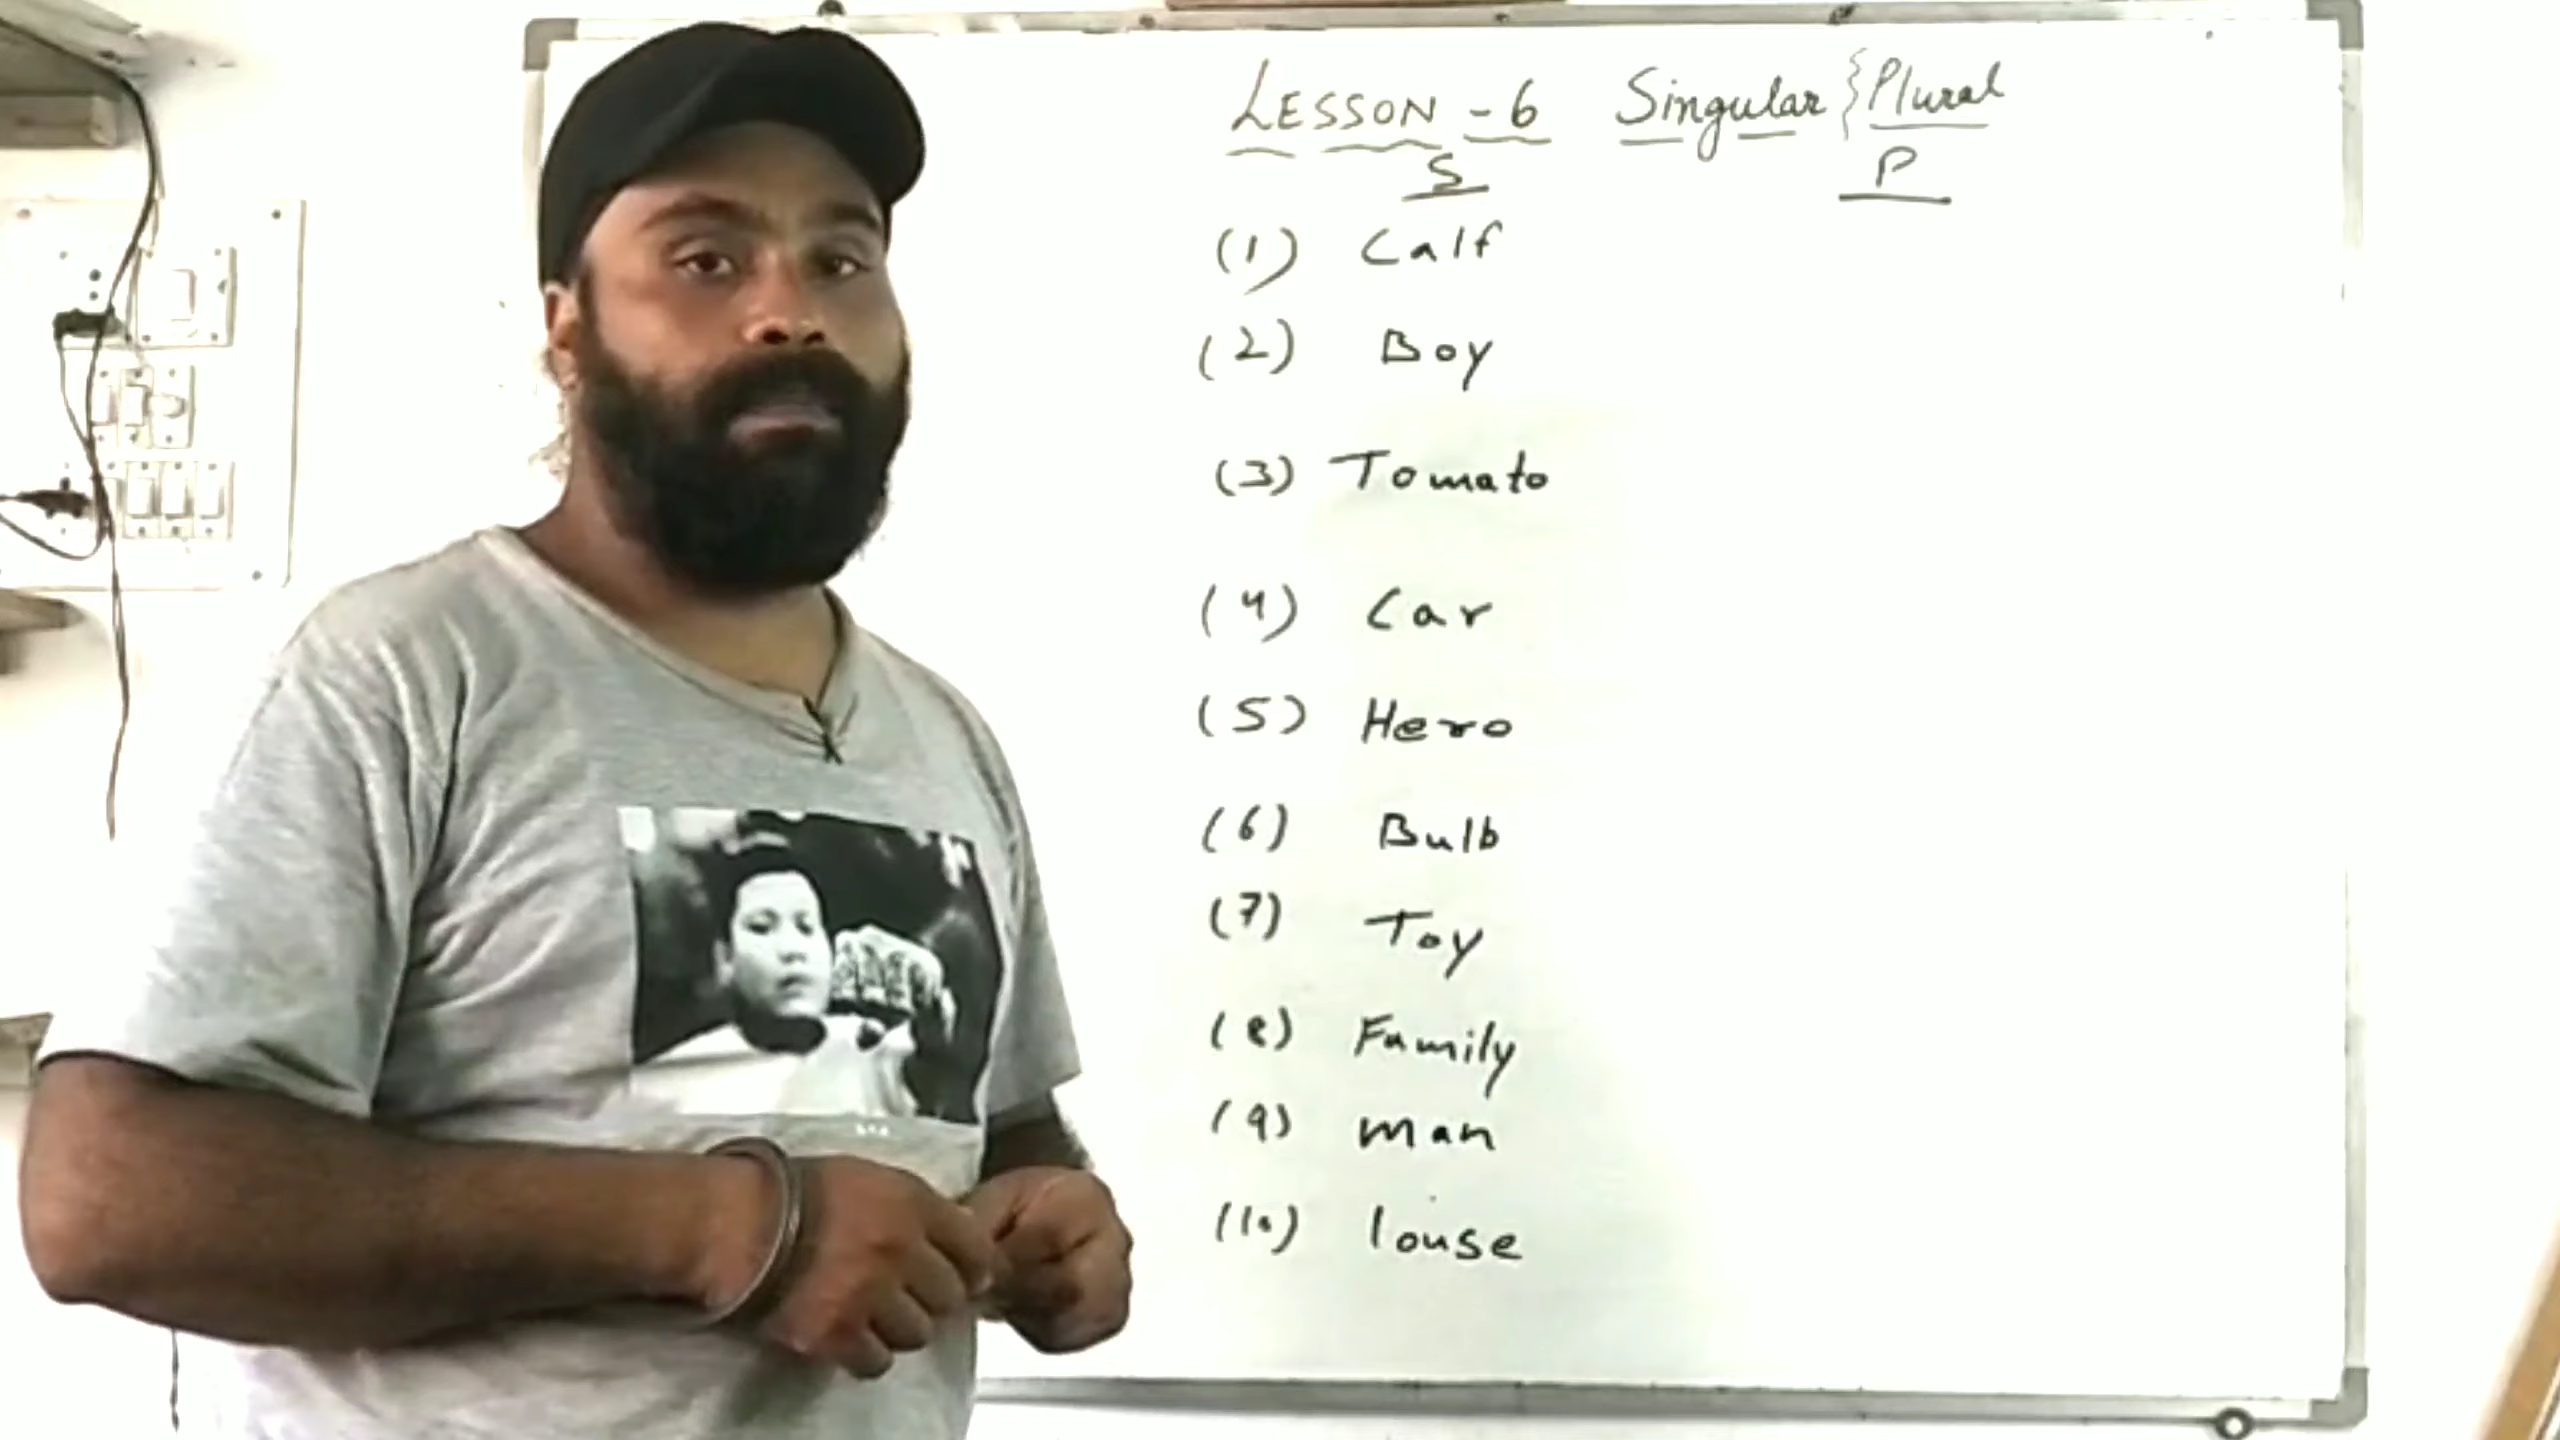 LESSON - 6 Singular } Plural
S P
(1) Calf
(2) Boy
(3) Tomato
(4) Car
(5) Hero
(6) Bulb
(7) Toy
(8) Family
(9) man
(10) louse